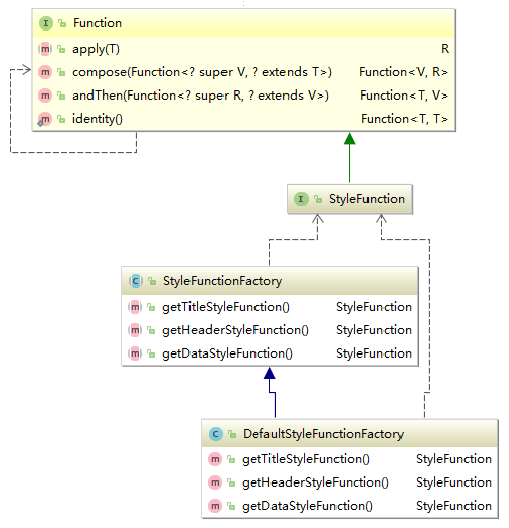 I Function
m apply(T) R
m compose(Function<? super V, ? extends T>) Function<V, R>
m andThen(Function<? super R, ? extends V>) Function<T, V>
m identity() Function<T, T>
I StyleFunction
C StyleFunctionFactory
m getTitleStyleFunction() StyleFunction
m getHeaderStyleFunction() StyleFunction
m getDataStyleFunction() StyleFunction
C DefaultStyleFunctionFactory
m getTitleStyleFunction() StyleFunction
m getHeaderStyleFunction() StyleFunction
m getDataStyleFunction() StyleFunction